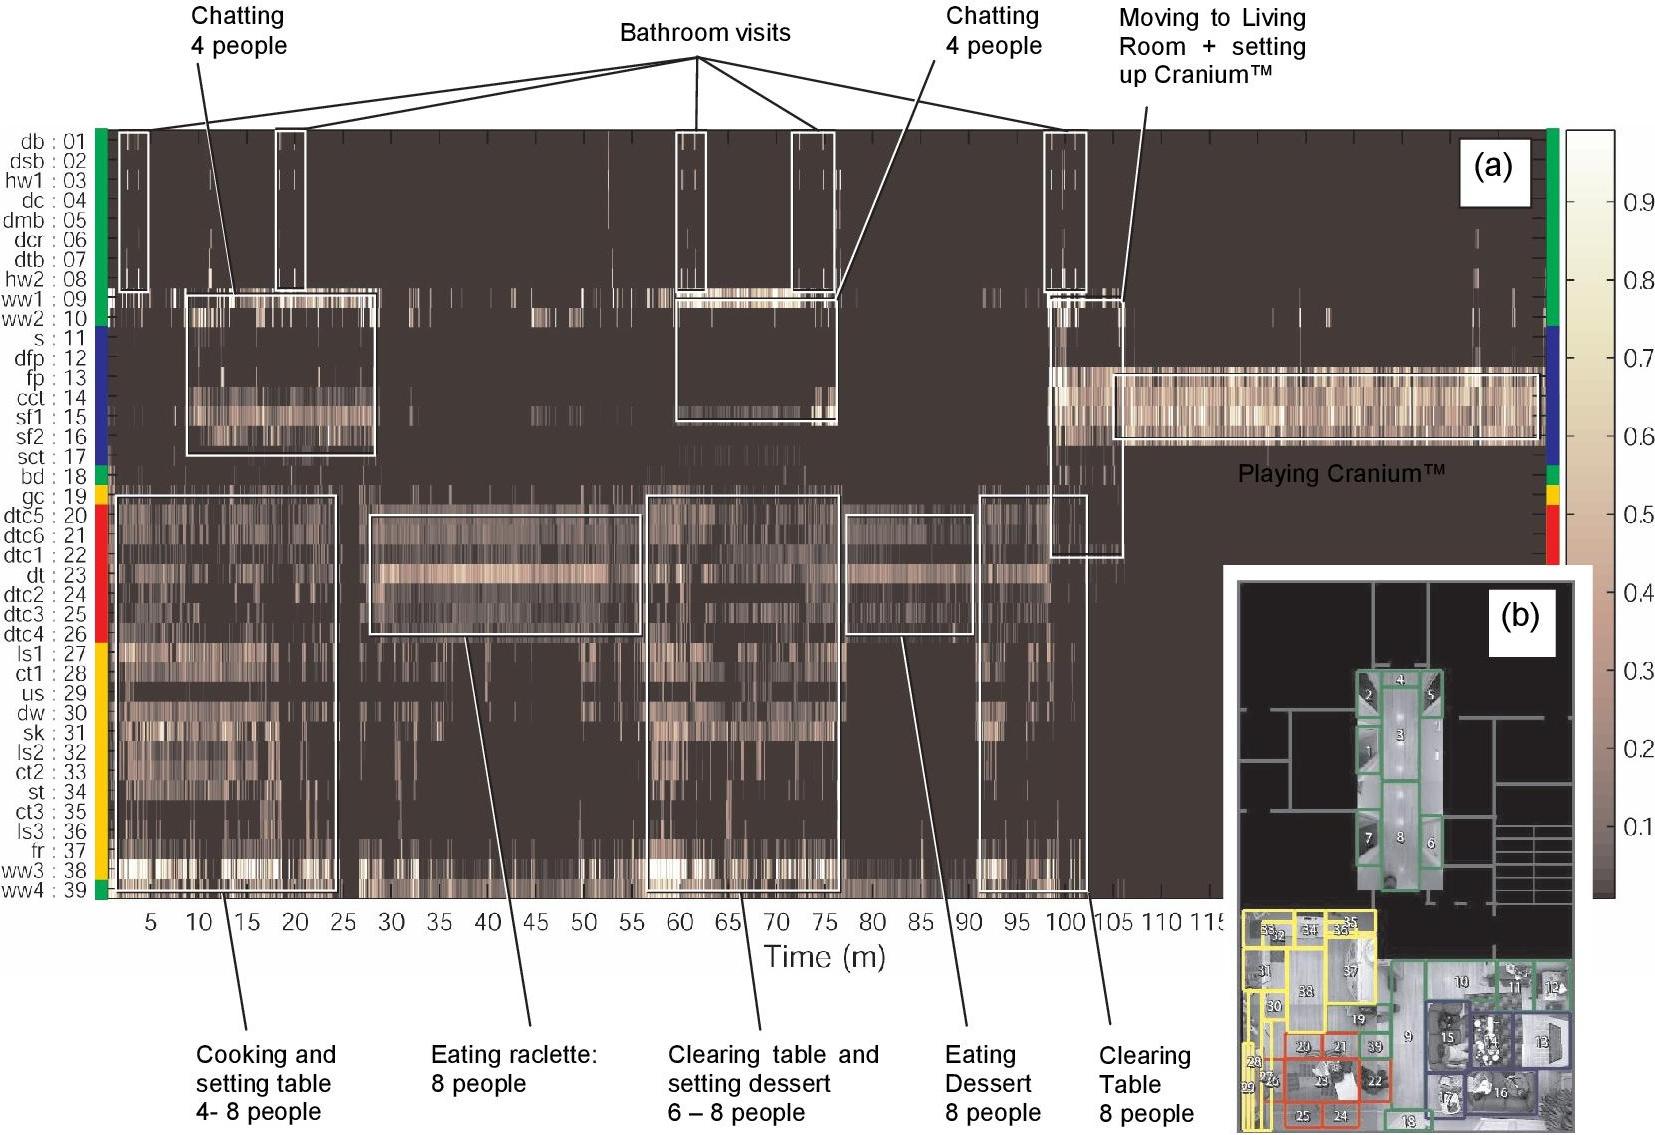 Chatting
4 people
Bathroom visits
Chatting
4 people
Moving to Living
Room + setting
up Cranium™
(a)
db : 01
dsb : 02
hw1 : 03
dc : 04
dmb : 05
dcr : 06
dtb : 07
hw2 : 08
ww1 : 09
ww2 : 10
s : 11
dfp : 12
fp : 13
cct : 14
sf1 : 15
sf2 : 16
sct : 17
bd : 18
gc : 19
dtc5 : 20
dtc6 : 21
dtc1 : 22
dt : 23
dtc2 : 24
dtc3 : 25
dtc4 : 26
ls1 : 27
ct1 : 28
us : 29
dw : 30
sk : 31
ls2 : 32
ct2 : 33
st : 34
ct3 : 35
ls3 : 36
fr : 37
ww3 : 38
ww4 : 39
Playing Cranium™
0.9
0.8
0.7
0.6
0.5
0.4
0.3
0.2
0.1
5 10 15 20 25 30 35 40 45 50 55 60 65 70 75 80 85 90 95 100 105 110 115
Time (m)
(b)
4
2 5
3
1
7 8 6
33 32 34 36 35
31 37
38
30
19
10 11 12
9
15 14 13
20 21 39
28
29 27 26 23 22
17 16
25 24
18
Cooking and
setting table
4- 8 people
Eating raclette:
8 people
Clearing table and
setting dessert
6 – 8 people
Eating
Dessert
8 people
Clearing
Table
8 people